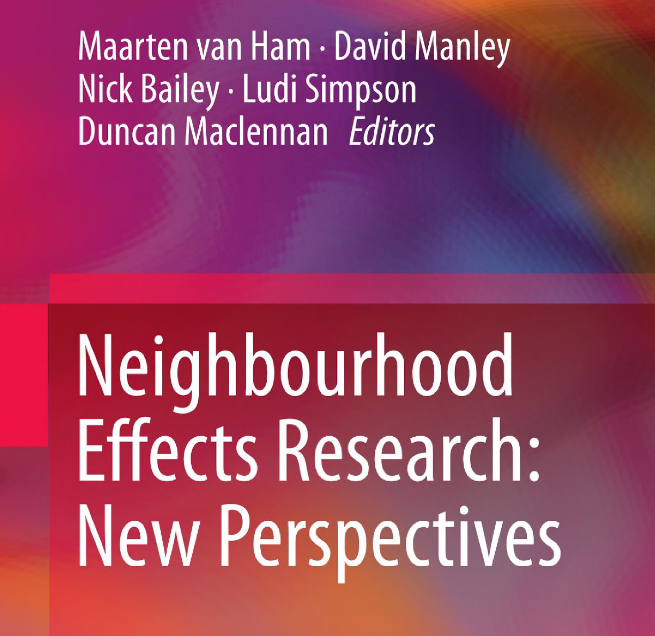 Maarten van Ham · David Manley
Nick Bailey · Ludi Simpson
Duncan Maclennan Editors
Neighbourhood
Effects Research:
New Perspectives